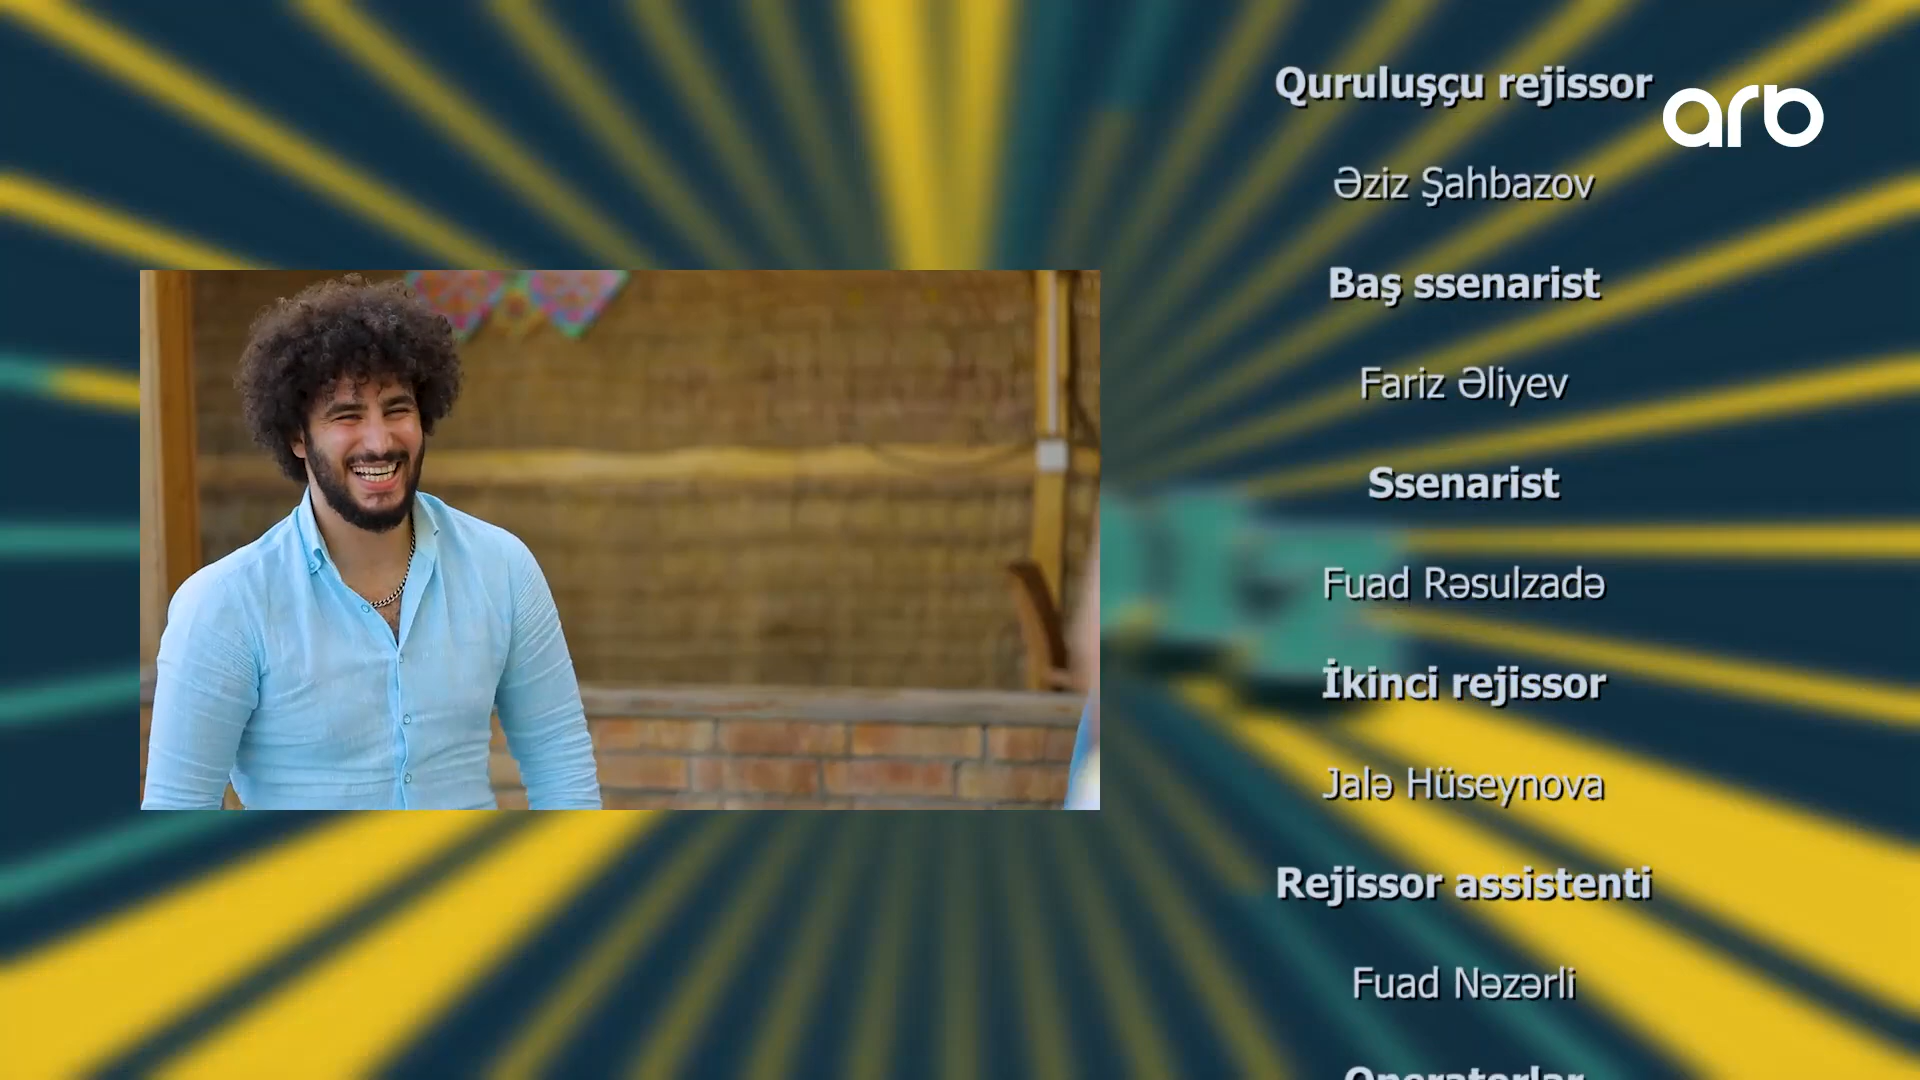 Quruluşçu rejissor
arb
Əziz Şahbazov
Baş ssenarist
Fariz Əliyev
Ssenarist
Fuad Rəsulzadə
İkinci rejissor
Jalə Hüseynova
Rejissor assistenti
Fuad Nəzərli
Operatorlar